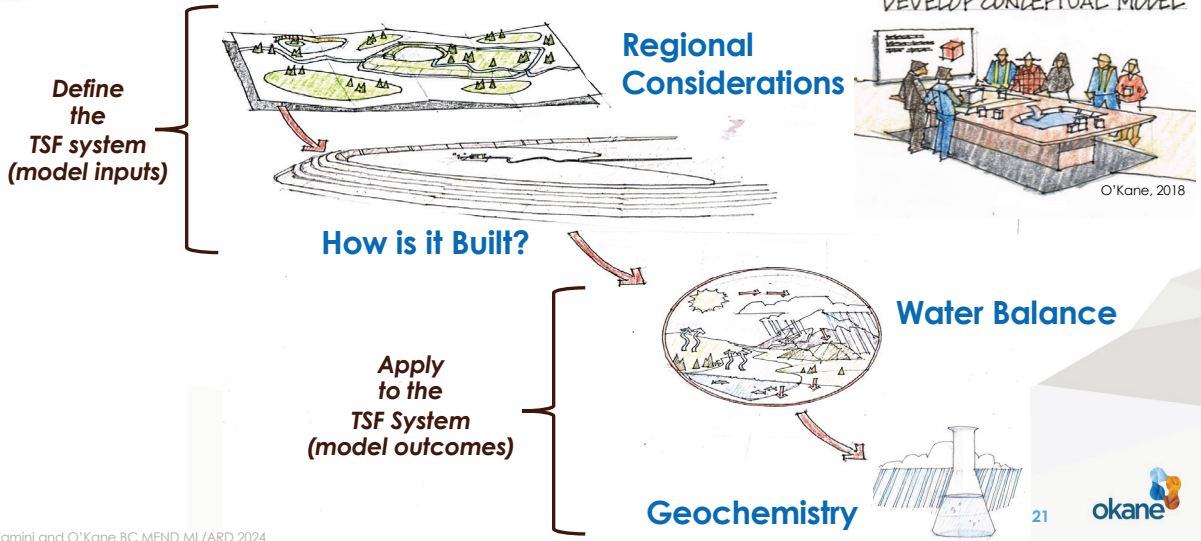 DEVELOP CONCEPTUAL MODEL
Regional
Considerations
Define
the
TSF system
(model inputs)
O'Kane, 2018
How is it Built?
Water Balance
Apply
to the
TSF System
(model outcomes)
Geochemistry
21
okane
and O'Kane BC MEND ML/ARD 2024